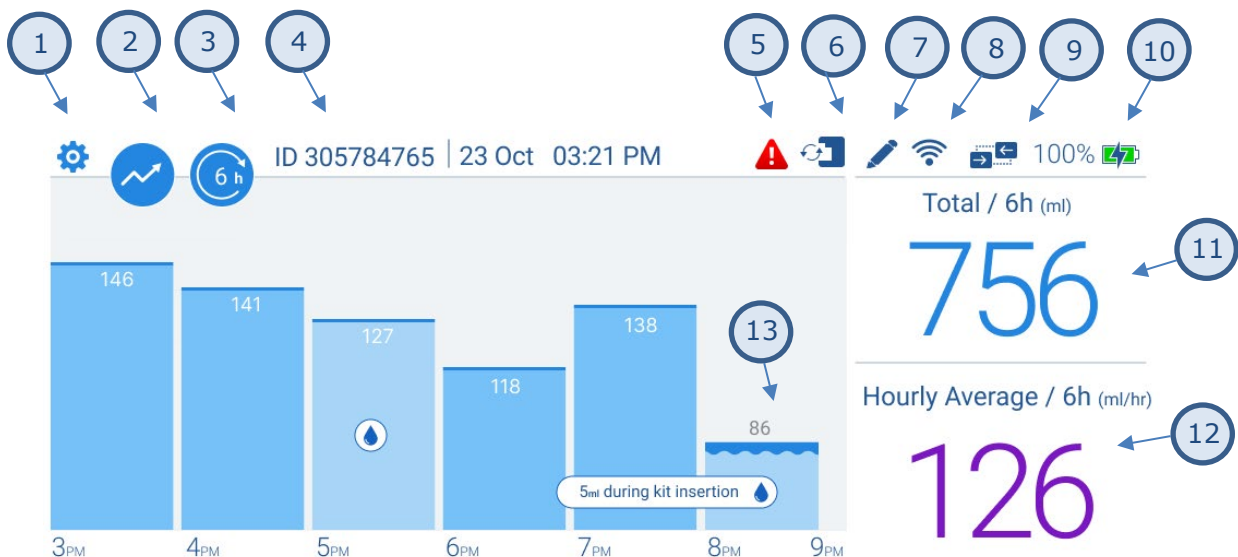 1 2 3 4 5 6 7 8 9 10
ID 305784765 | 23 Oct 03:21 PM
6 h
100%
Total / 6h (ml)
756
11
146
141
127
118
138
13
86
5ml during kit insertion
Hourly Average / 6h (ml/hr)
126
12
3PM 4PM 5PM 6PM 7PM 8PM 9PM